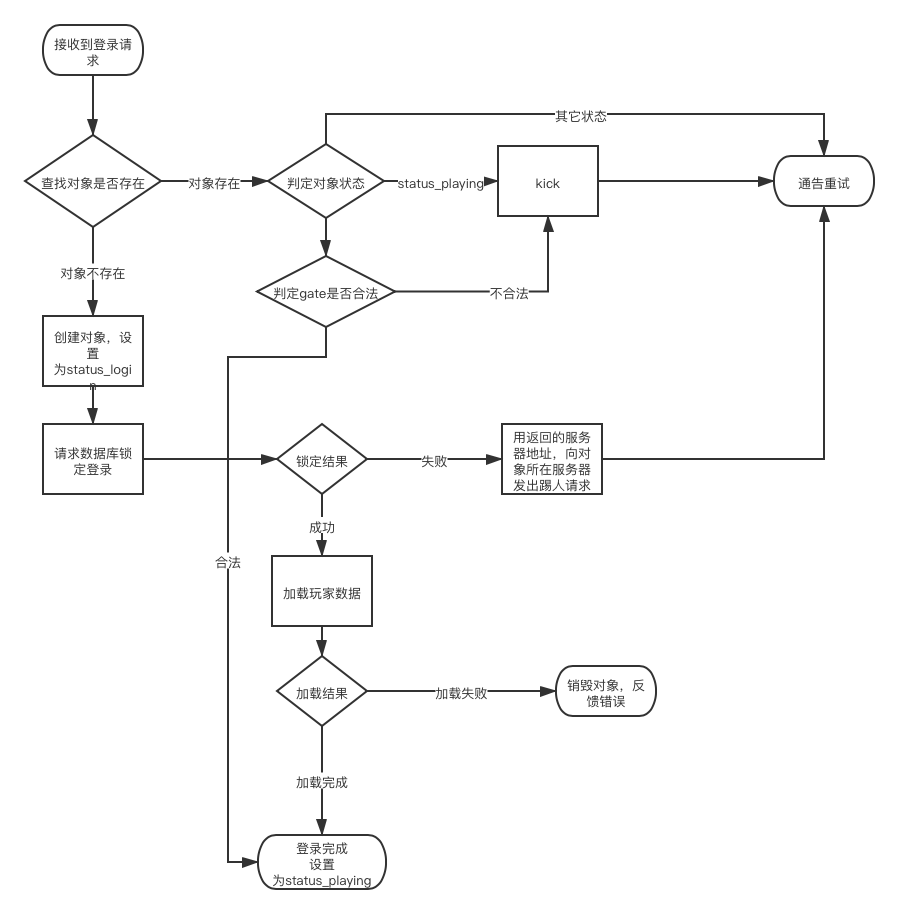 接收到登录请
求
其它状态
查找对象是否存在
对象存在
判定对象状态
status_playing
kick
通告重试
对象不存在
判定gate是否合法
不合法
创建对象，设
置
为status_logi
n
请求数据库锁
定登录
锁定结果
失败
用返回的服务
器地址，向对
象所在服务器
发出踢人请求
成功
合法
加载玩家数据
加载结果
加载失败
销毁对象，反
馈错误
加载完成
登录完成
设置
为status_playing